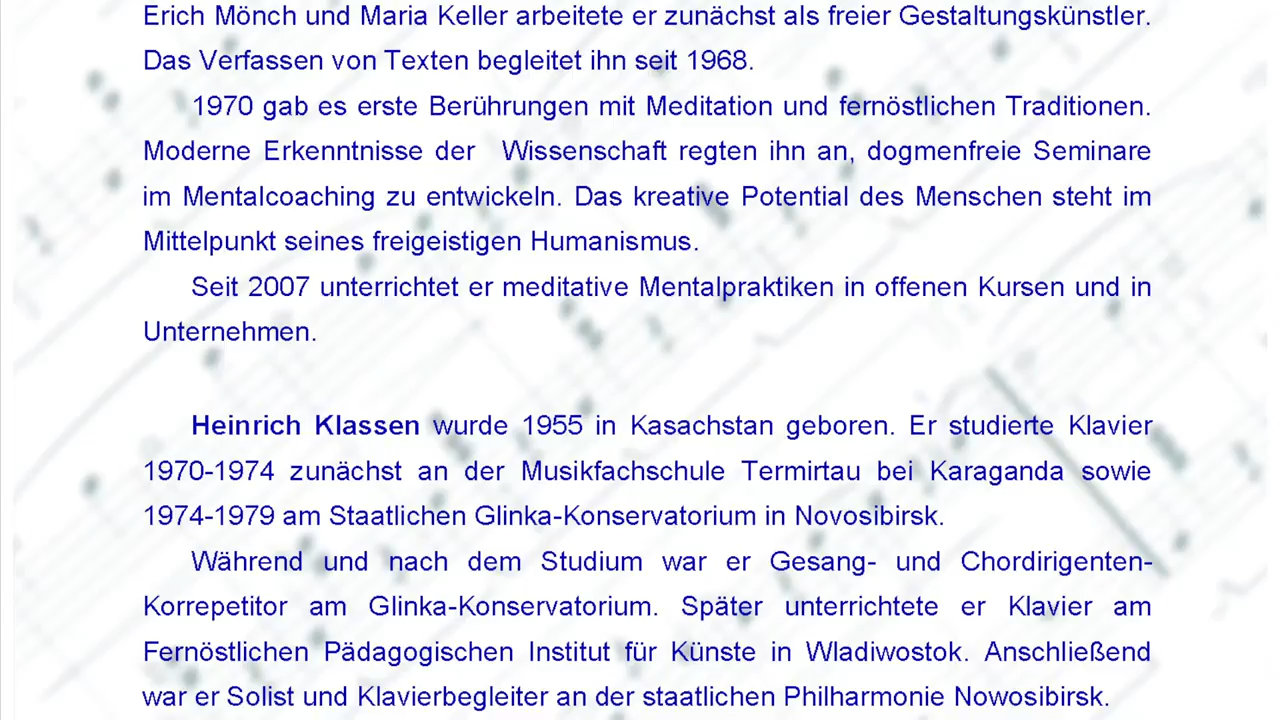 Erich Mönch und Maria Keller arbeitete er zunächst als freier Gestaltungskünstler.
Das Verfassen von Texten begleitet ihn seit 1968.
1970 gab es erste Berührungen mit Meditation und fernöstlichen Traditionen.
Moderne Erkenntnisse der Wissenschaft regten ihn an, dogmenfreie Seminare
im Mentalcoaching zu entwickeln. Das kreative Potential des Menschen steht im
Mittelpunkt seines freigeistigen Humanismus.
Seit 2007 unterrichtet er meditative Mentalpraktiken in offenen Kursen und in
Unternehmen.
Heinrich Klassen wurde 1955 in Kasachstan geboren. Er studierte Klavier
1970-1974 zunächst an der Musikfachschule Termirtau bei Karaganda sowie
1974-1979 am Staatlichen Glinka-Konservatorium in Novosibirsk.
Während und nach dem Studium war er Gesang- und Chordirigenten-
Korrepetitor am Glinka-Konservatorium. Später unterrichtete er Klavier am
Fernöstlichen Pädagogischen Institut für Künste in Wladiwostok. Anschließend
war er Solist und Klavierbegleiter an der staatlichen Philharmonie Nowosibirsk.